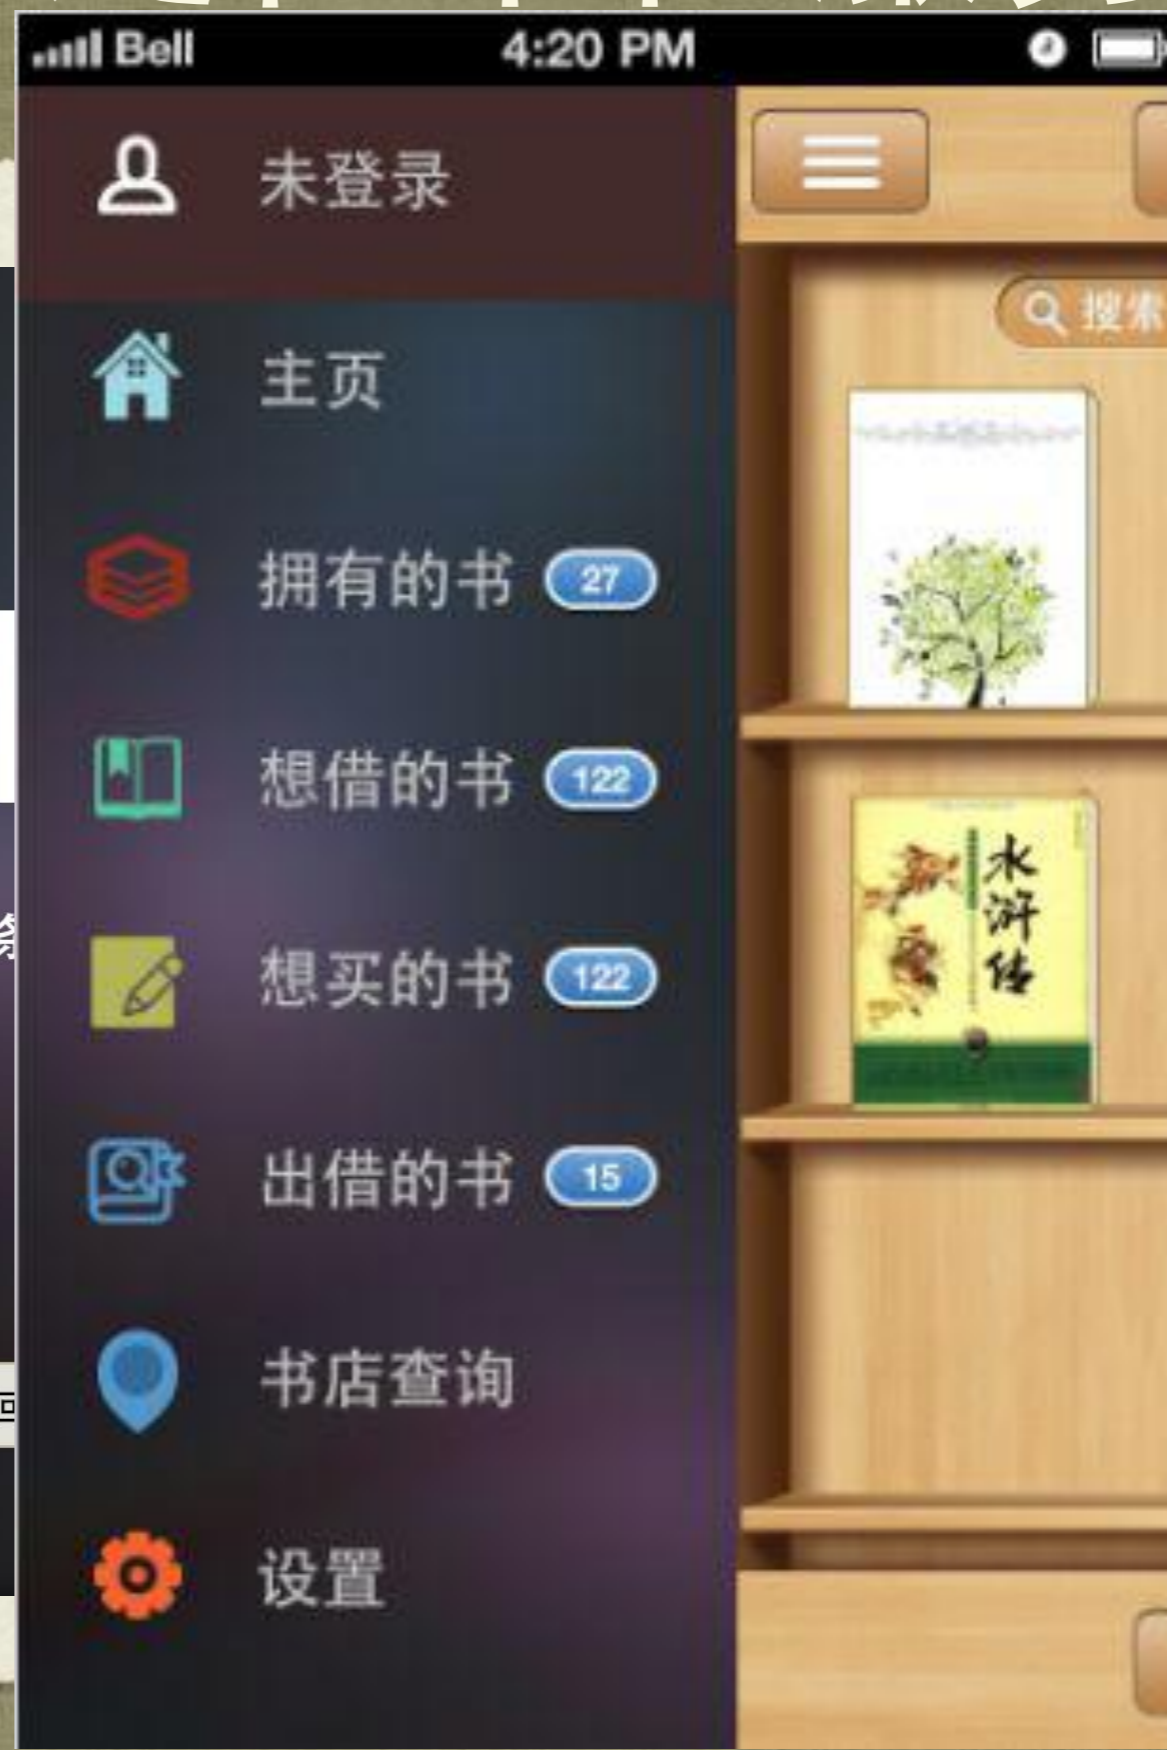 Bell 4:20 PM
未登录
搜索
主页
拥有的书 27
想借的书 122
水浒传
想买的书 122
出借的书 15
书店查询
设置